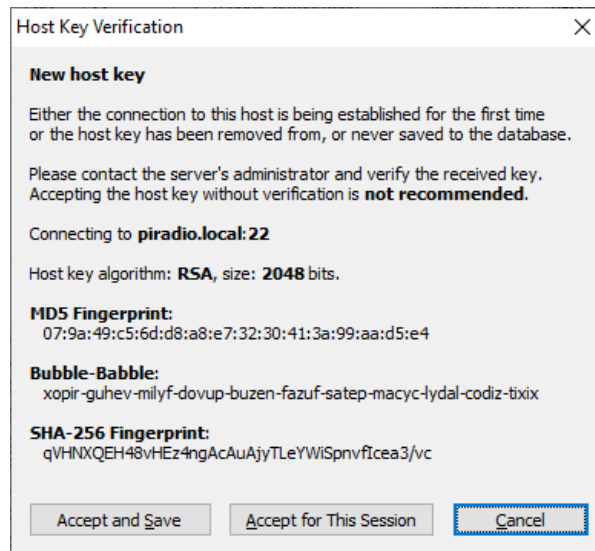 Host Key Verification
New host key
Either the connection to this host is being established for the first time
or the host key has been removed from, or never saved to the database.
Please contact the server's administrator and verify the received key.
Accepting the host key without verification is not recommended.
Connecting to piradio.local:22
Host key algorithm: RSA, size: 2048 bits.
MD5 Fingerprint:
07:9a:49:c5:6d:d8:a8:e7:32:30:41:3a:99:aa:d5:e4
Bubble-Babble:
xopir-guhev-milyf-dovup-buzen-fazuf-satep-macyc-lydal-codiz-tixix
SHA-256 Fingerprint:
qVHNXQEH48vHEz4ngAcAuAjyTLeYWiSpnvfIcea3/vc
Accept and Save
Accept for This Session
Cancel